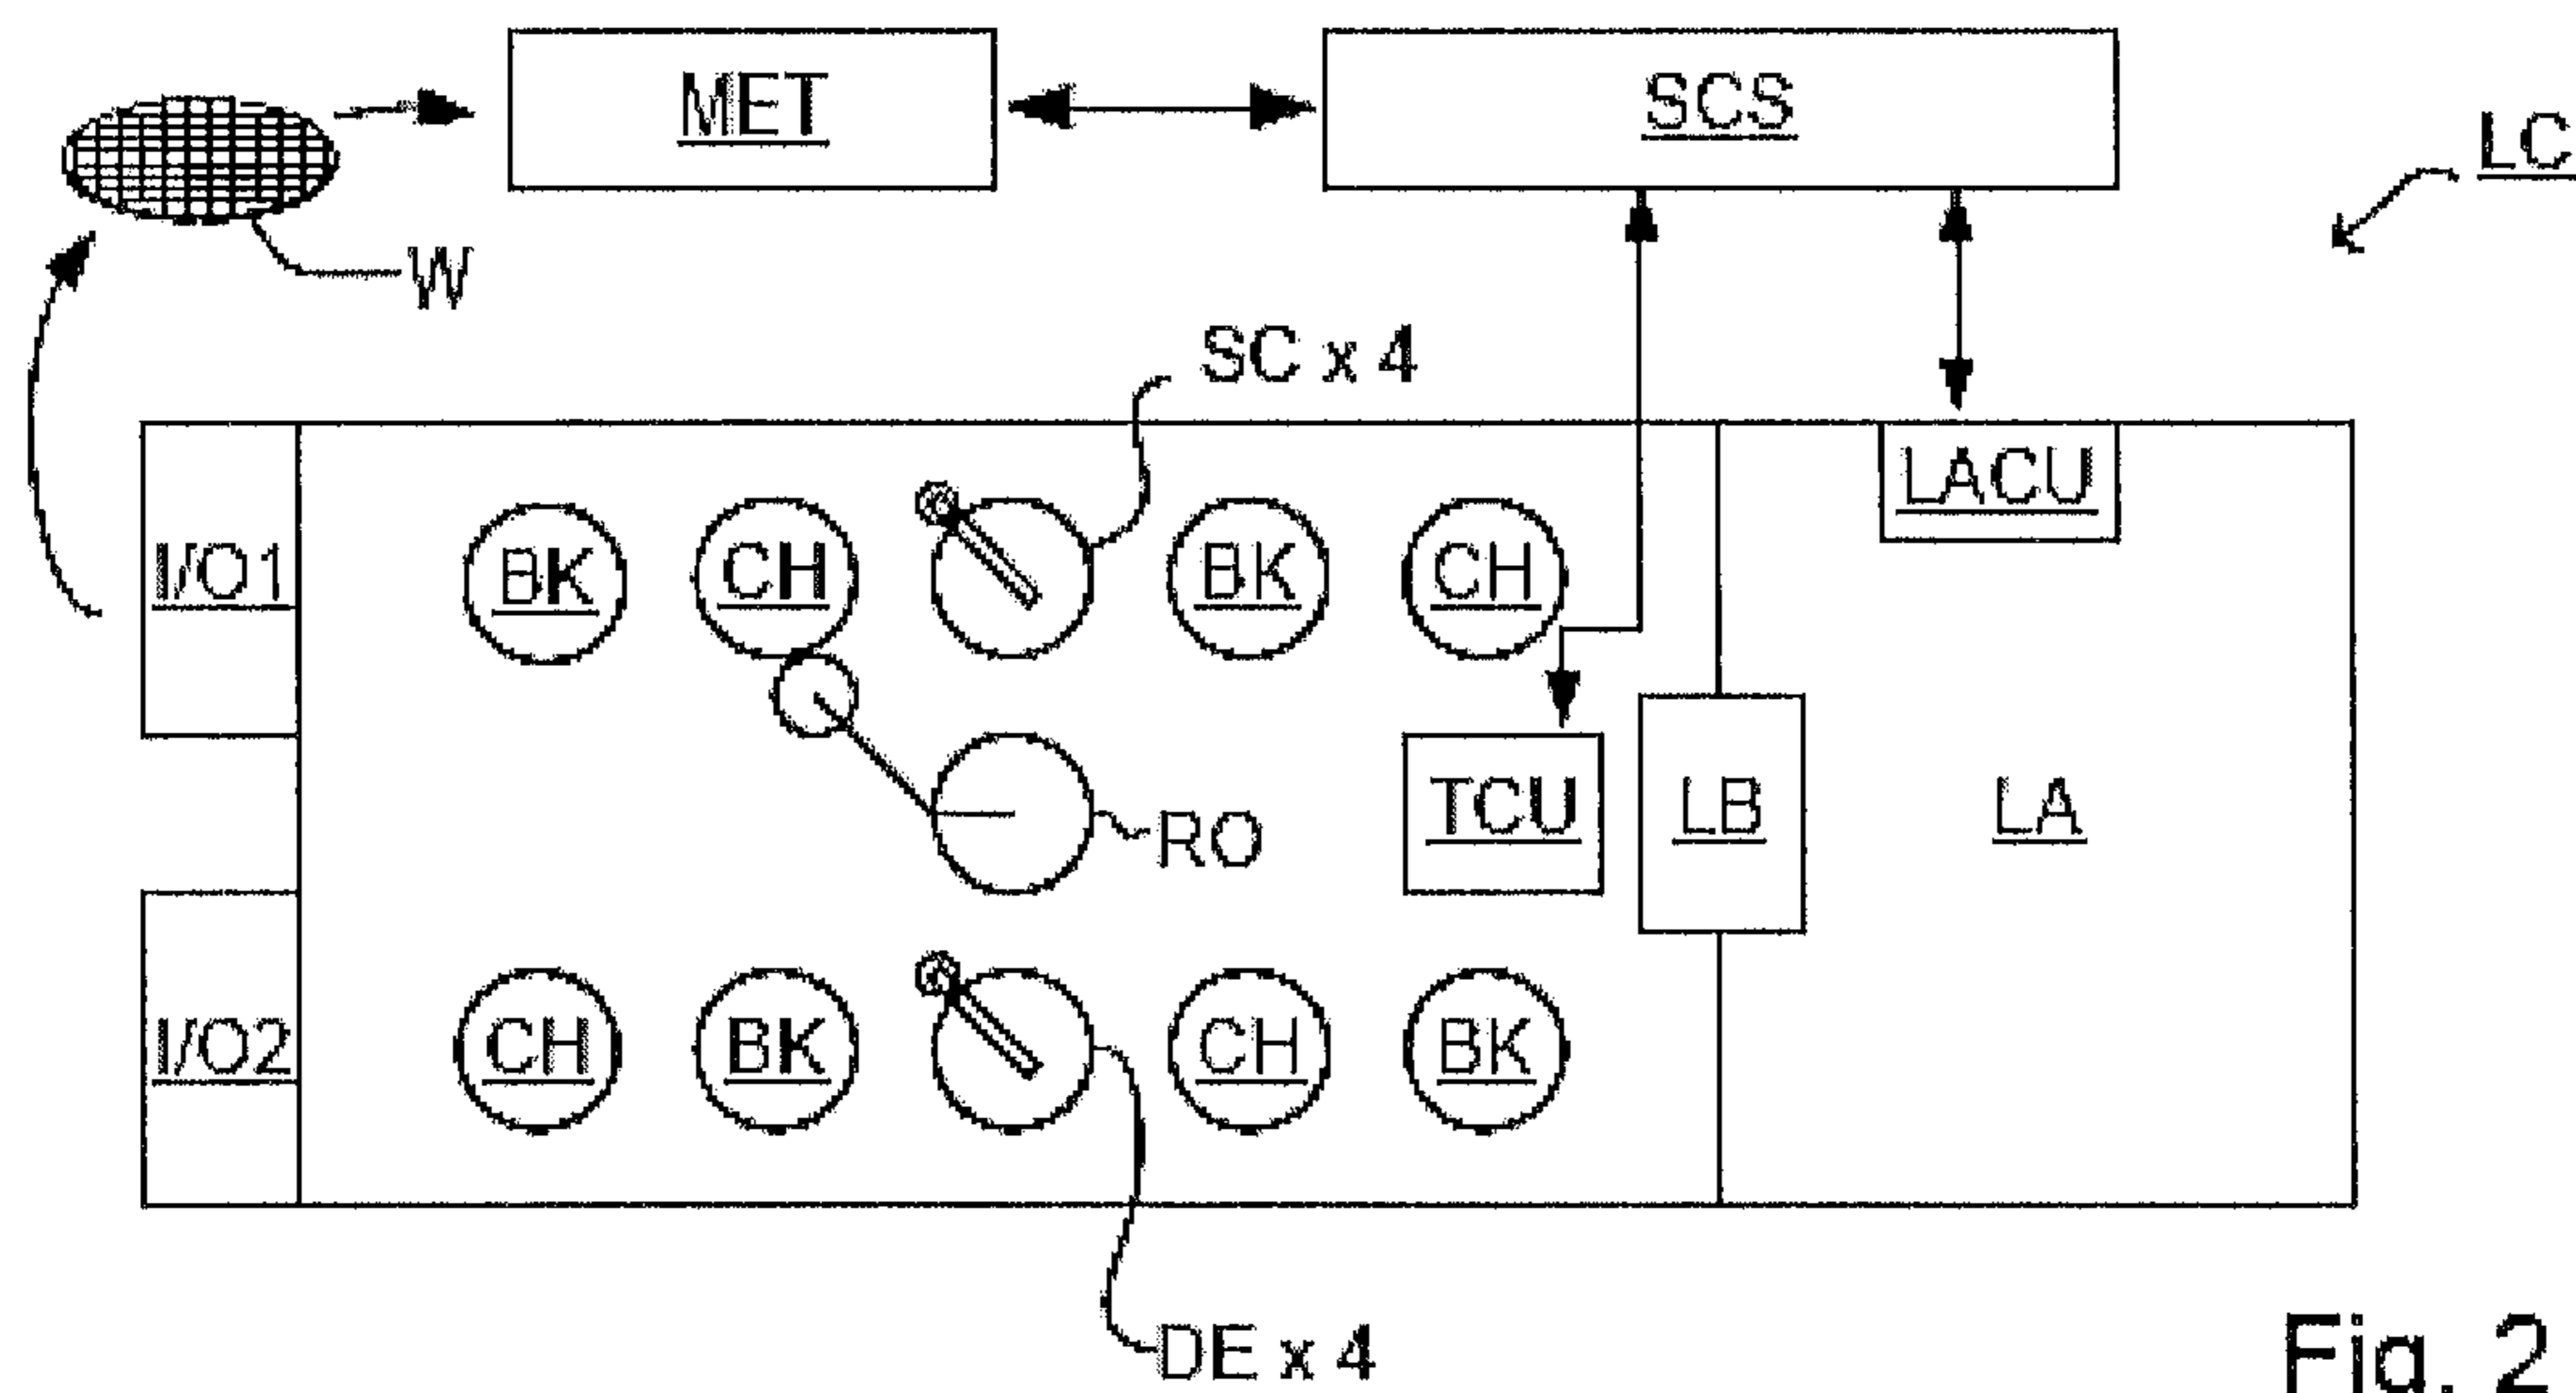 MET
SCS
LC
W
SC x 4
LACU
I/O1
BK
CH
BK
CH
RO
TCU
LB
LA
I/O2
CH
BK
CH
BK
DE x 4
Fig. 2